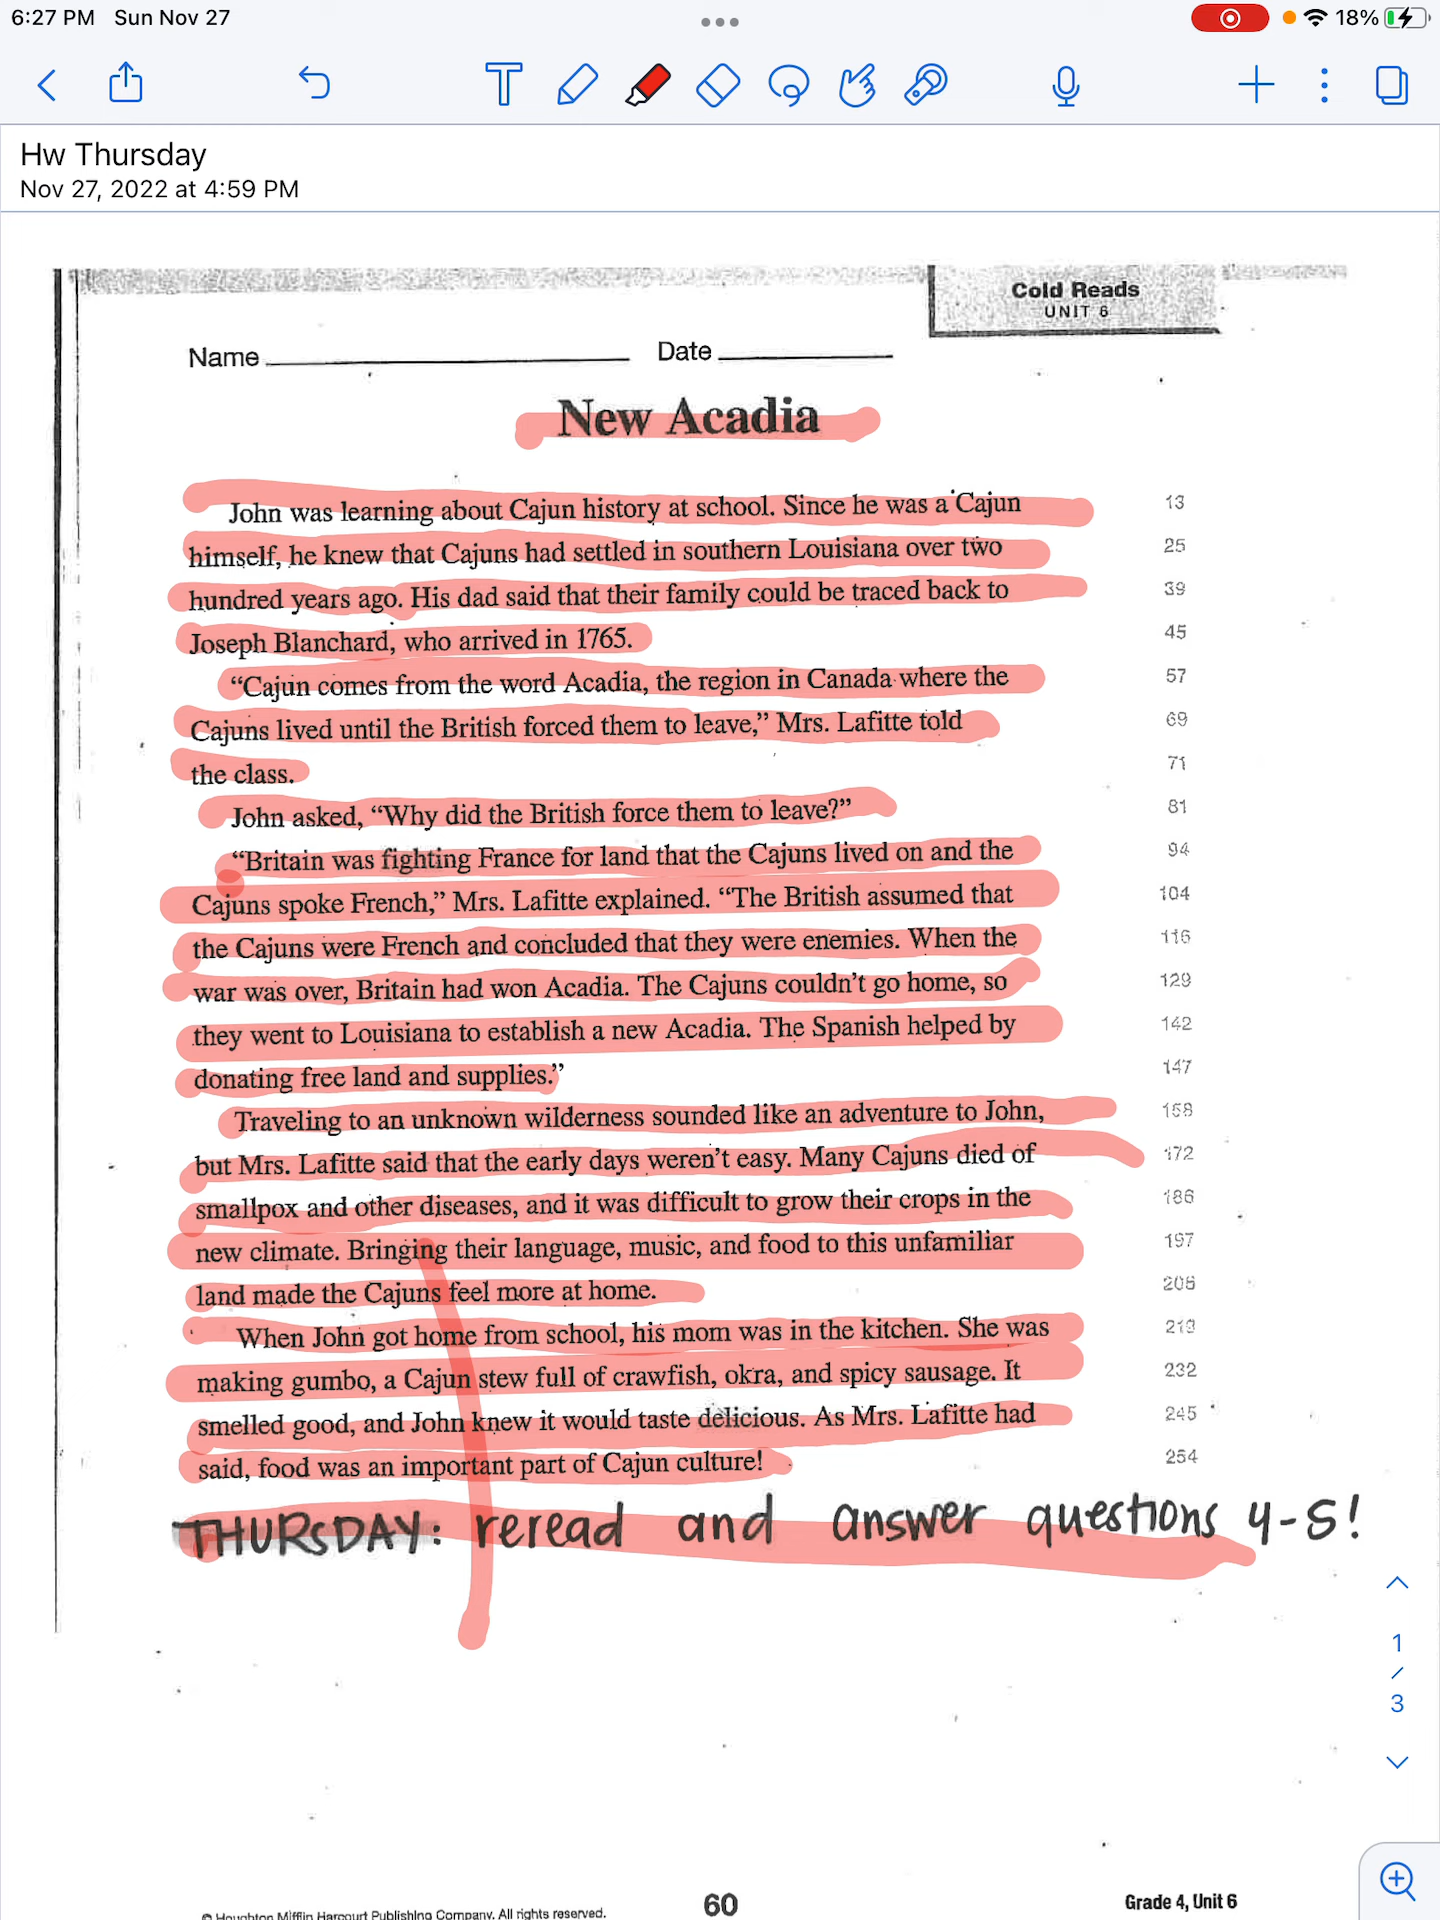 6:27 PM Sun Nov 27
18%
Hw Thursday
Nov 27, 2022 at 4:59 PM
Cold Reads
UNIT 6
Name Date
New Acadia
John was learning about Cajun history at school. Since he was a Cajun 13
himself, he knew that Cajuns had settled in southern Louisiana over two 25
hundred years ago. His dad said that their family could be traced back to 39
Joseph Blanchard, who arrived in 1765. 45
“Cajun comes from the word Acadia, the region in Canada where the 57
Cajuns lived until the British forced them to leave,” Mrs. Lafitte told 69
the class. 71
John asked, “Why did the British force them to leave?” 81
“Britain was fighting France for land that the Cajuns lived on and the 94
Cajuns spoke French,” Mrs. Lafitte explained. “The British assumed that 104
the Cajuns were French and concluded that they were enemies. When the 116
war was over, Britain had won Acadia. The Cajuns couldn’t go home, so 129
they went to Louisiana to establish a new Acadia. The Spanish helped by 142
donating free land and supplies.” 147
Traveling to an unknown wilderness sounded like an adventure to John, 158
but Mrs. Lafitte said that the early days weren’t easy. Many Cajuns died of 172
smallpox and other diseases, and it was difficult to grow their crops in the 186
new climate. Bringing their language, music, and food to this unfamiliar 197
land made the Cajuns feel more at home. 205
When John got home from school, his mom was in the kitchen. She was 219
making gumbo, a Cajun stew full of crawfish, okra, and spicy sausage. It 232
smelled good, and John knew it would taste delicious. As Mrs. Lafitte had 245
said, food was an important part of Cajun culture! 254
THURSDAY: reread and answer questions 4-5!
1
/
3
© Houghton Mifflin Harcourt Publishing Company. All rights reserved. 60 Grade 4, Unit 6